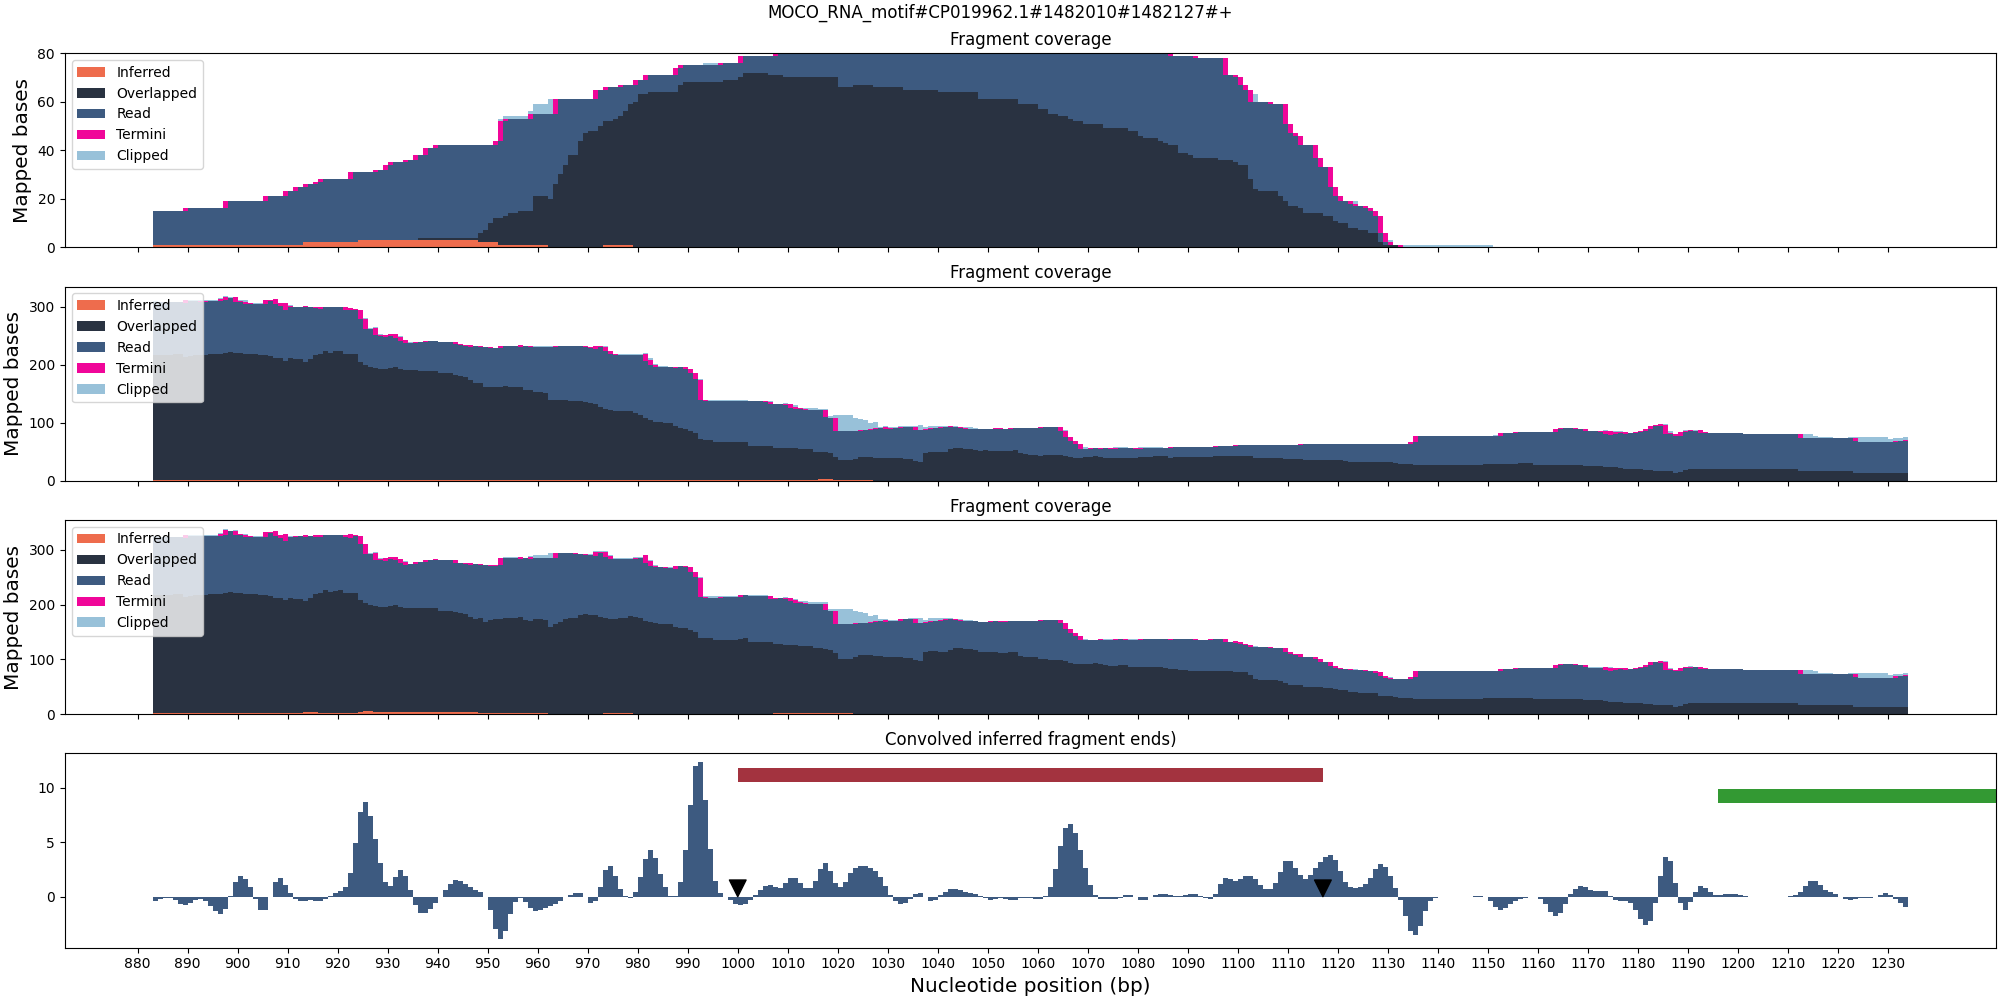 MOCO_RNA_motif#CP019962.1#1482010#1482127#+
Fragment coverage
Mapped bases
80
60
40
20
0
Inferred
Overlapped
Read
Termini
Clipped
Fragment coverage
Mapped bases
300
200
100
0
Inferred
Overlapped
Read
Termini
Clipped
Fragment coverage
Mapped bases
300
200
100
0
Inferred
Overlapped
Read
Termini
Clipped
Convolved inferred fragment ends)
10
5
0
880 890 900 910 920 930 940 950 960 970 980 990 1000 1010 1020 1030 1040 1050 1060 1070 1080 1090 1100 1110 1120 1130 1140 1150 1160 1170 1180 1190 1200 1210 1220 1230
Nucleotide position (bp)